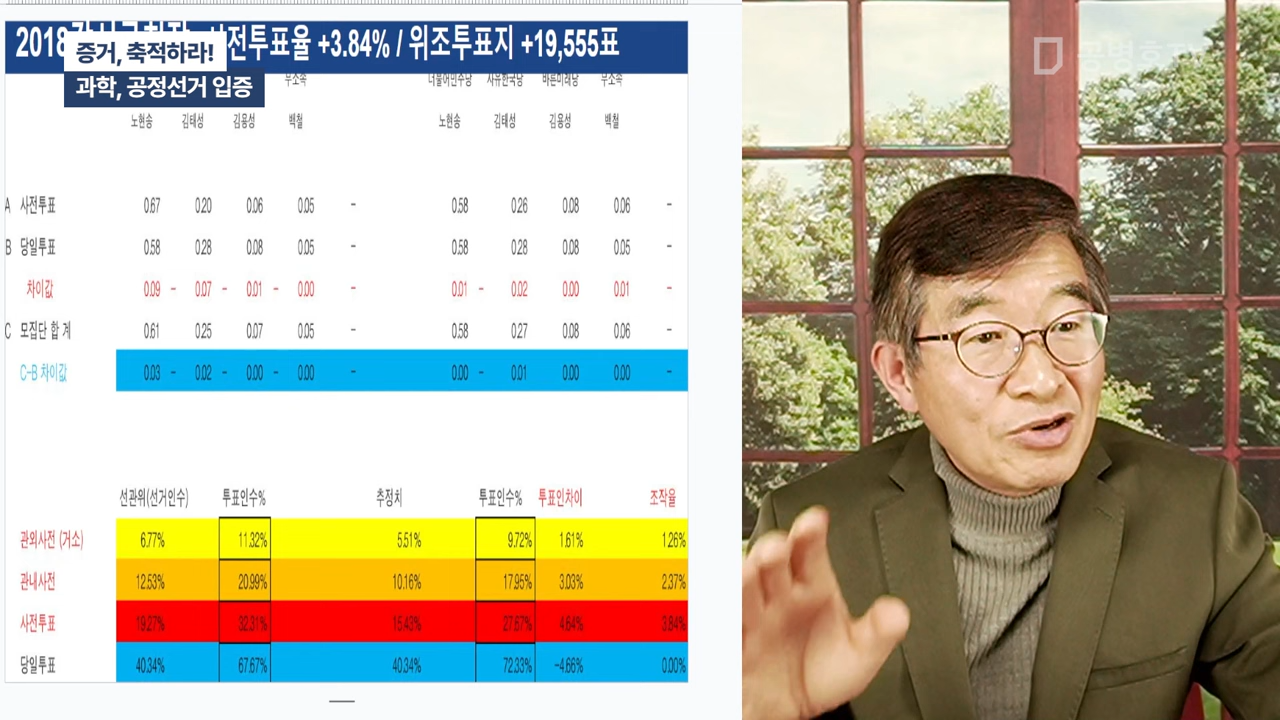 2018 사전투표율 +3.84% / 위조투표지 +19,555표
증거, 축적하라!
과학, 공정선거 입증
공병호
무소속 더불어민주당 자유한국당 바른미래당 무소속
노현송 김태성 김용성 백철 노현송 김태성 김용성 백철
A 사전투표 0.67 0.20 0.06 0.05 - 0.58 0.26 0.08 0.06 -
B 당일투표 0.58 0.28 0.08 0.05 - 0.58 0.28 0.08 0.05 -
차이값 0.09 - 0.07 - 0.01 - 0.00 - 0.01 - 0.02 0.00 0.01 -
C 모집단 합 계 0.61 0.25 0.07 0.05 - 0.58 0.27 0.08 0.06 -
C-B 차이값 0.03 - 0.02 - 0.00 - 0.00 - 0.00 - 0.01 0.00 0.00 -
선관위(선거인수) 투표인수% 추정치 투표인수% 투표인차이 조작율
관외사전 (거소) 6.77% 11.32% 5.51% 9.72% 1.61% 1.26%
관내사전 12.53% 20.99% 10.16% 17.95% 3.03% 2.37%
사전투표 19.27% 32.31% 15.43% 27.67% 4.64% 3.84%
당일투표 40.34% 67.67% 40.34% 72.33% -4.66% 0.00%